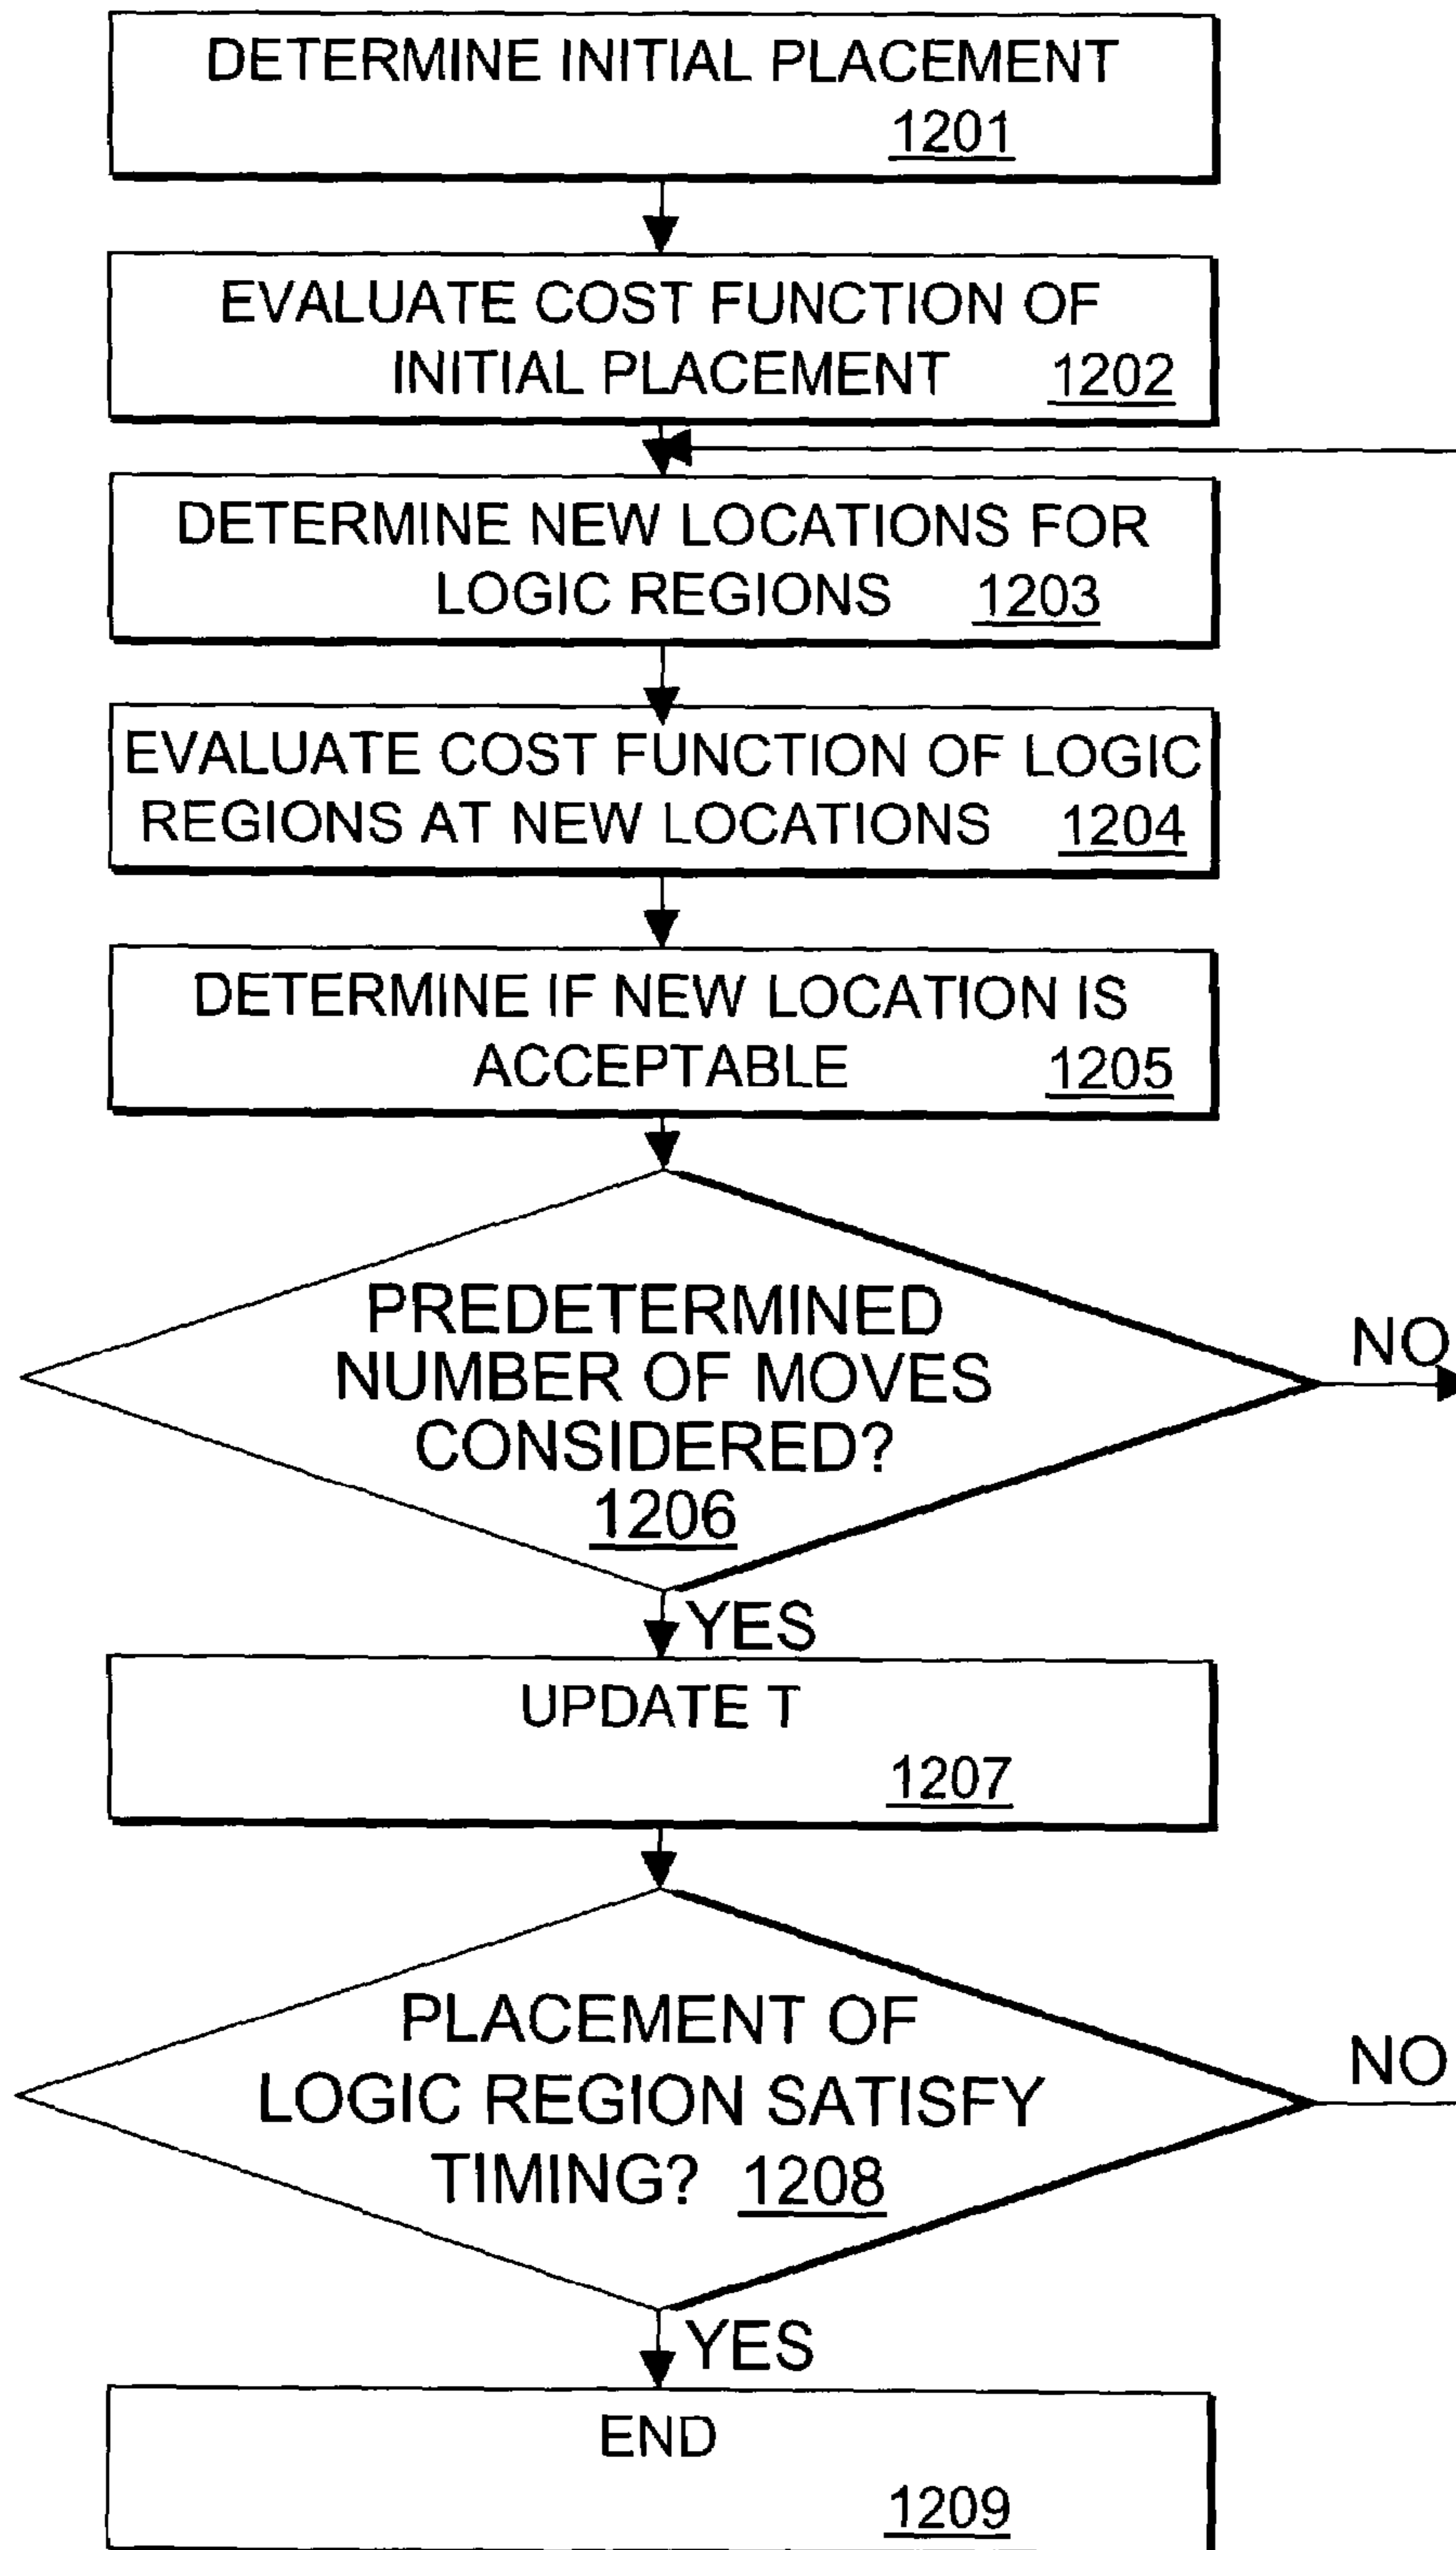 DETERMINE INITIAL PLACEMENT
1201
EVALUATE COST FUNCTION OF
INITIAL PLACEMENT 1202
DETERMINE NEW LOCATIONS FOR
LOGIC REGIONS 1203
EVALUATE COST FUNCTION OF LOGIC
REGIONS AT NEW LOCATIONS 1204
DETERMINE IF NEW LOCATION IS
ACCEPTABLE 1205
PREDETERMINED
NUMBER OF MOVES
CONSIDERED?
1206
NO
YES
UPDATE T
1207
PLACEMENT OF
LOGIC REGION SATISFY
TIMING? 1208
NO
YES
END
1209